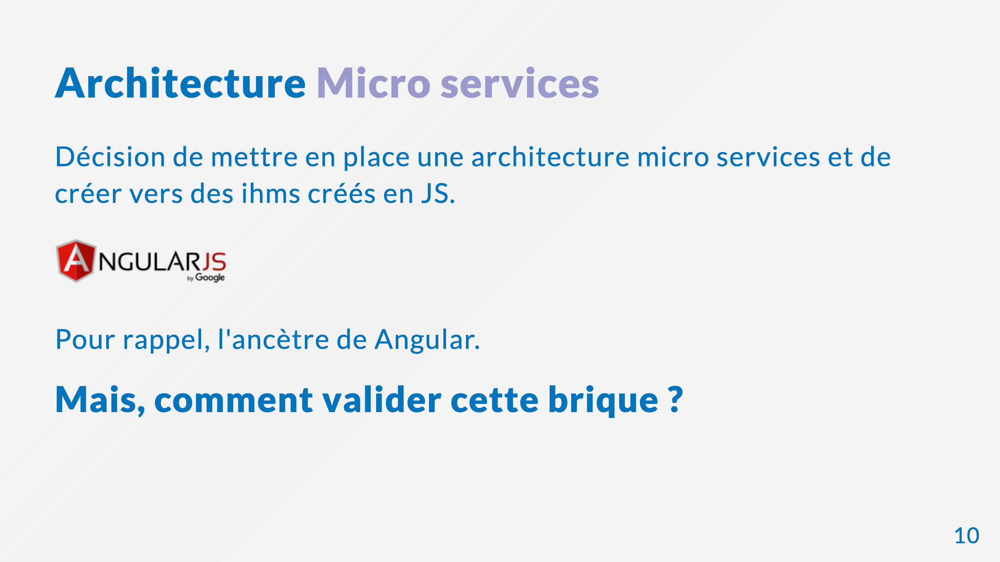 Architecture Micro services
Décision de mettre en place une architecture micro services et de
créer vers des ihms créés en JS.
ANGULARJS
by Google
Pour rappel, l'ancètre de Angular.
Mais, comment valider cette brique ?
10